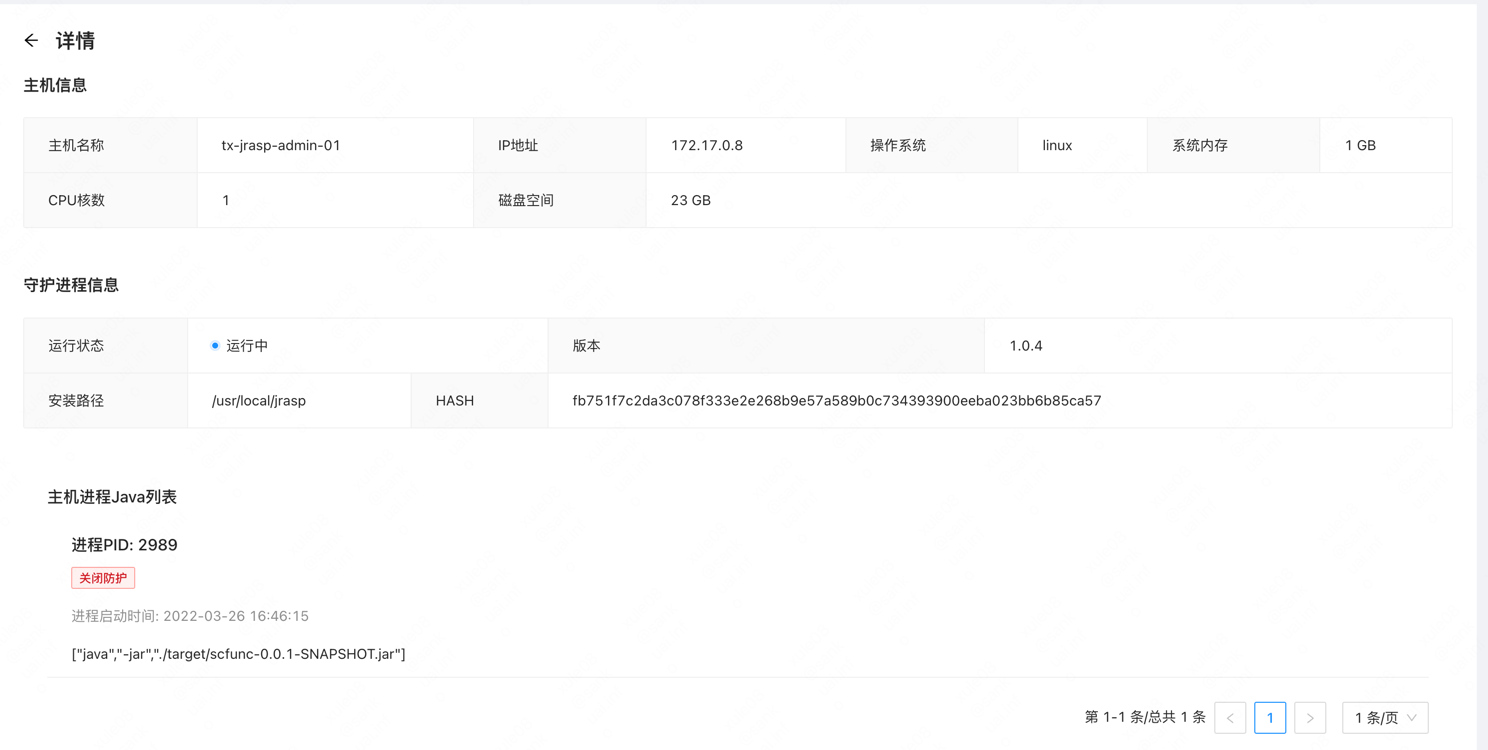 详情
主机信息
主机名称 tx-jrasp-admin-01 IP地址 172.17.0.8 操作系统 linux 系统内存 1 GB
CPU核数 1 磁盘空间 23 GB
守护进程信息
运行状态 运行中 版本 1.0.4
安装路径 /usr/local/jrasp HASH fb751f7c2da3c078f333e2e268b9e57a589b0c734393900eeba023bb6b85ca57
主机进程Java列表
进程PID: 2989
关闭防护
进程启动时间: 2022-03-26 16:46:15
["java","-jar","./target/scfunc-0.0.1-SNAPSHOT.jar"]
第 1-1 条/总共 1 条 < 1 > 1 条/页